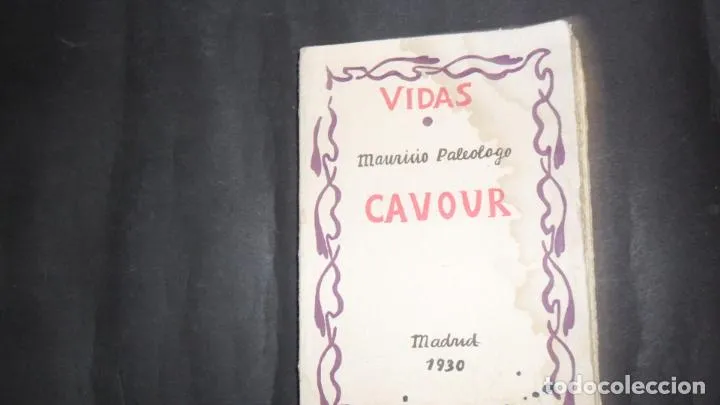 VIDAS
Mauricio Paleologo
CAVOUR
Madrid
1930
todocoleccion